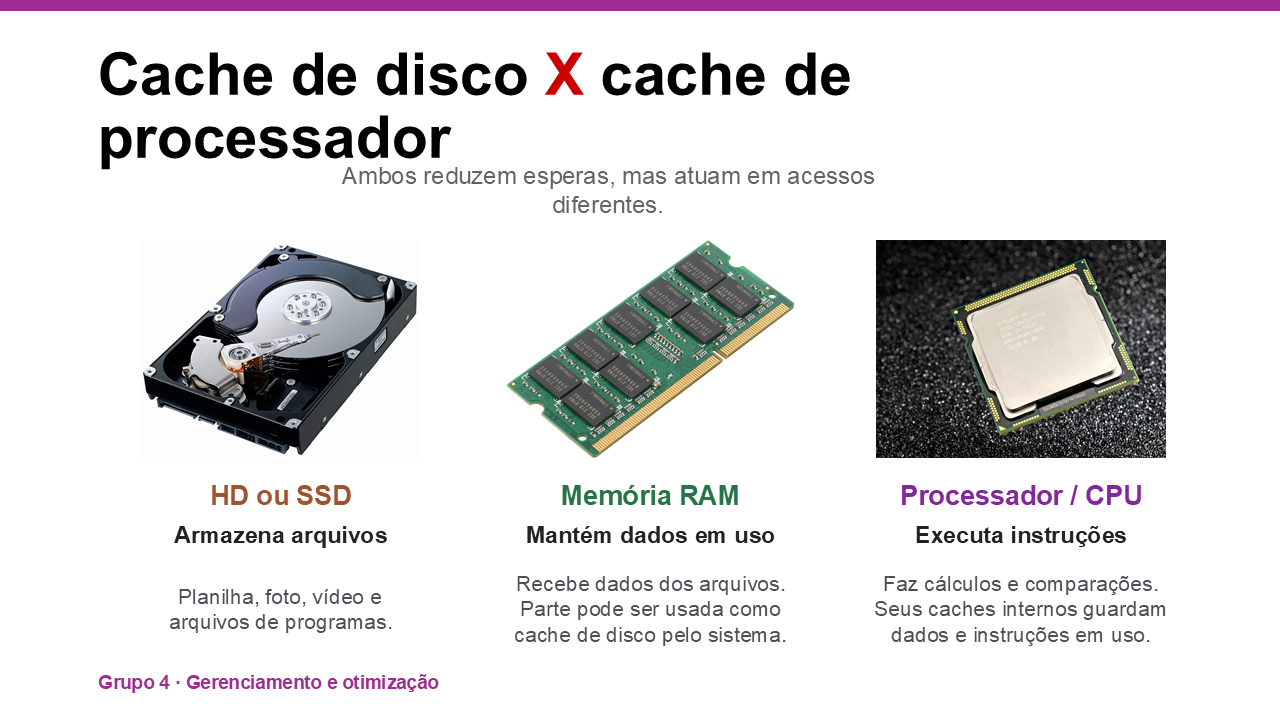 Cache de disco X cache de
processador
Ambos reduzem esperas, mas atuam em acessos
diferentes.
HD ou SSD
Memória RAM
Processador / CPU
Armazena arquivos
Mantém dados em uso
Executa instruções
Planilha, foto, vídeo e
arquivos de programas.
Recebe dados dos arquivos.
Parte pode ser usada como
cache de disco pelo sistema.
Faz cálculos e comparações.
Seus caches internos guardam
dados e instruções em uso.
Grupo 4 · Gerenciamento e otimização